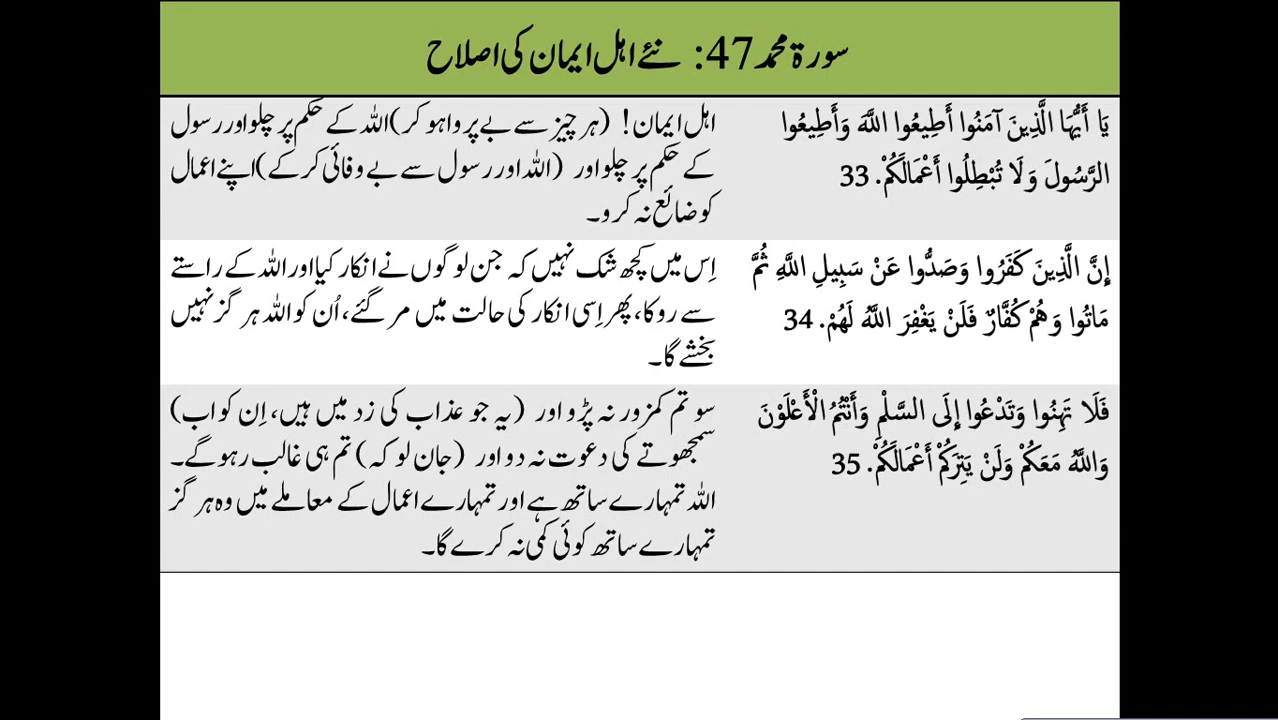 سورۃ محمد 47: نئے اہل ایمان کی اصلاح
يَا أَيُّهَا الَّذِينَ آمَنُوا أَطِيعُوا اللَّهَ وَأَطِيعُوا
الرَّسُولَ وَلَا تُبْطِلُوا أَعْمَالَكُمْ. 33
اہل ایمان! (ہر چیز سے بے پروا ہو کر) اللہ کے حکم پر چلو اور رسول
کے حکم پر چلو اور (اللہ اور رسول سے بے وفائی کر کے) اپنے اعمال
کو ضائع نہ کرو۔
إِنَّ الَّذِينَ كَفَرُوا وَصَدُّوا عَنْ سَبِيلِ اللَّهِ ثُمَّ
مَاتُوا وَهُمْ كُفَّارٌ فَلَنْ يَغْفِرَ اللَّهُ لَهُمْ. 34
اِس میں کچھ شک نہیں کہ جن لوگوں نے انکار کیا اور اللہ کے راستے
سے روکا، پھر اِسی انکار کی حالت میں مر گئے، اُن کو اللہ ہر گز نہیں
بخشے گا۔
فَلَا تَهِنُوا وَتَدْعُوا إِلَى السَّلْمِ وَأَنْتُمُ الْأَعْلَوْنَ
وَاللَّهُ مَعَكُمْ وَلَنْ يَتِرَكُمْ أَعْمَالَكُمْ. 35
سو تم کمزور نہ پڑو اور (یہ جو عذاب کی زد میں ہیں، اِن کو اب)
سمجھوتے کی دعوت نہ دو اور (جان لو کہ) تم ہی غالب رہو گے۔
اللہ تمہارے ساتھ ہے اور تمہارے اعمال کے معاملے میں وہ ہر گز
تمہارے ساتھ کوئی کمی نہ کرے گا۔